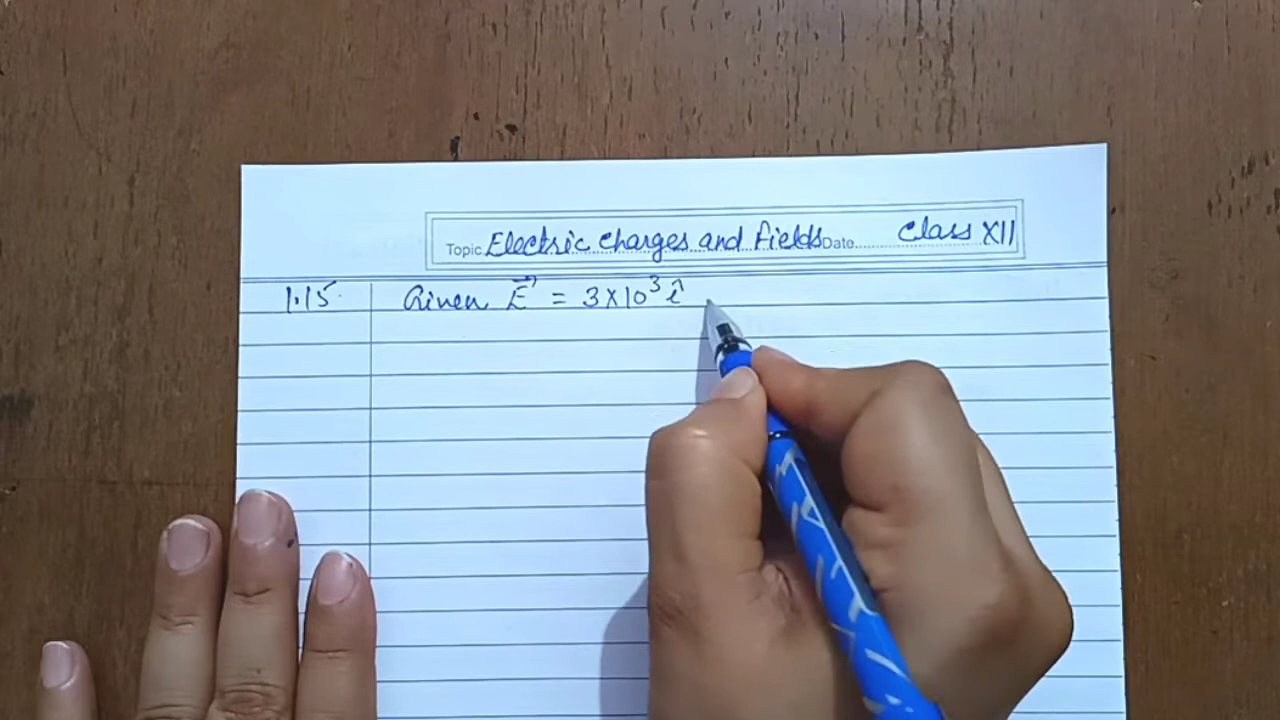 Topic Electric charges and Fields Date Class XII
1.15. Given E⃗ = 3×10³ î